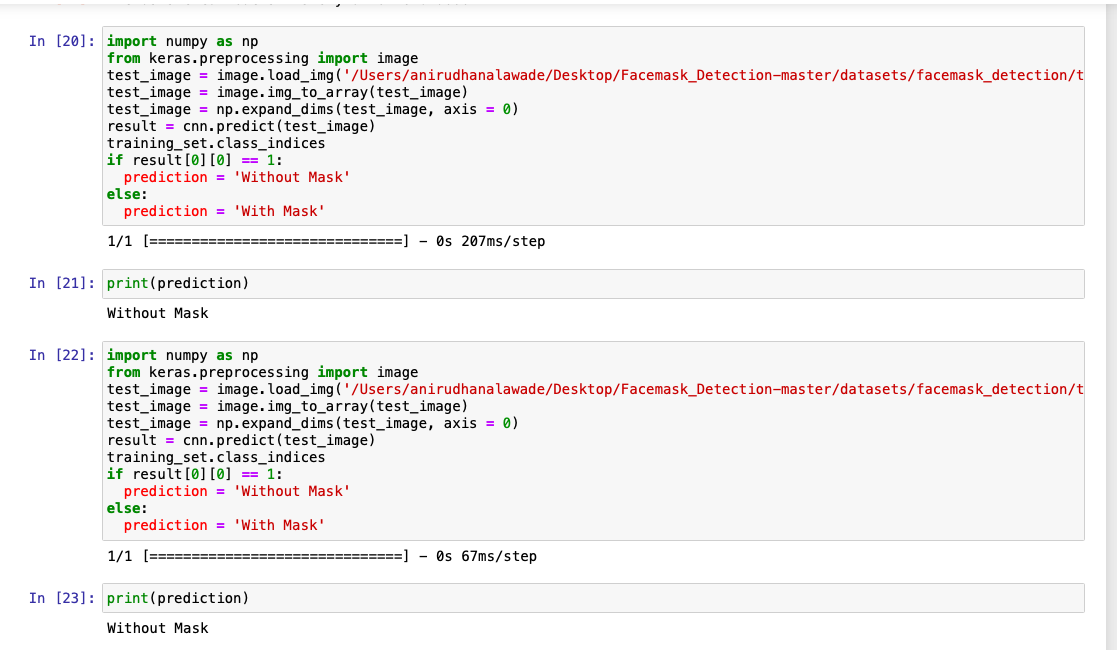 In [20]: import numpy as np
from keras.preprocessing import image
test_image = image.load_img('/Users/anirudhanalawade/Desktop/Facemask_Detection-master/datasets/facemask_detection/t
test_image = image.img_to_array(test_image)
test_image = np.expand_dims(test_image, axis = 0)
result = cnn.predict(test_image)
training_set.class_indices
if result[0][0] == 1:
  prediction = 'Without Mask'
else:
  prediction = 'With Mask'
1/1 [==============================] - 0s 207ms/step
In [21]: print(prediction)
Without Mask
In [22]: import numpy as np
from keras.preprocessing import image
test_image = image.load_img('/Users/anirudhanalawade/Desktop/Facemask_Detection-master/datasets/facemask_detection/t
test_image = image.img_to_array(test_image)
test_image = np.expand_dims(test_image, axis = 0)
result = cnn.predict(test_image)
training_set.class_indices
if result[0][0] == 1:
  prediction = 'Without Mask'
else:
  prediction = 'With Mask'
1/1 [==============================] - 0s 67ms/step
In [23]: print(prediction)
Without Mask